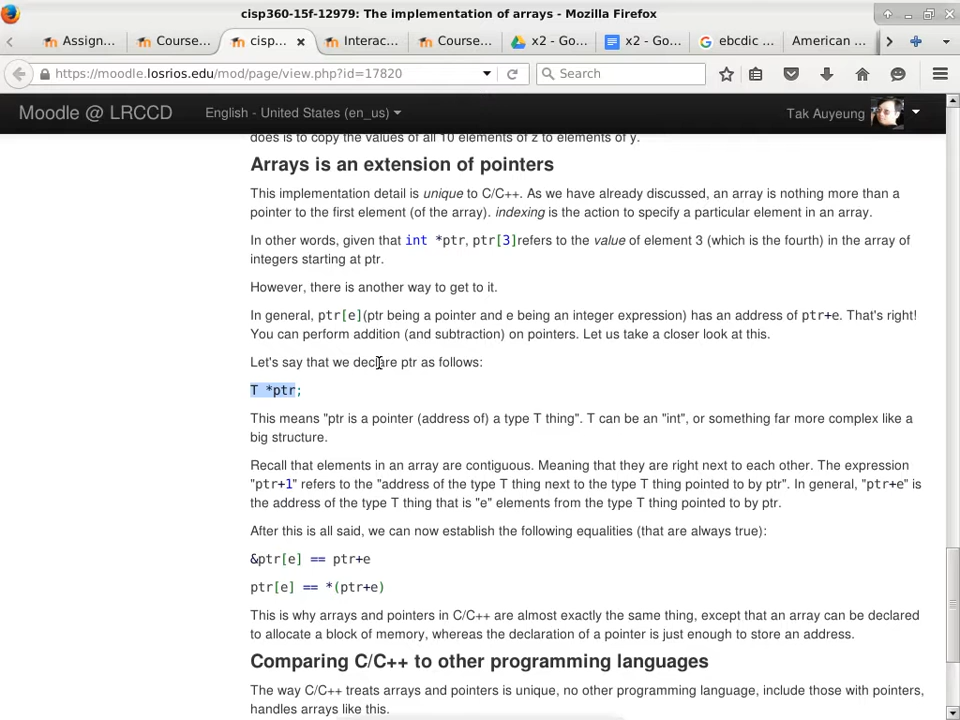 cisp360-15f-12979: The implementation of arrays - Mozilla Firefox
Assign...
Course...
cisp...
Interac...
Course...
x2 - Go...
x2 - Go...
ebcdic ...
American ...
https://moodle.losrios.edu/mod/page/view.php?id=17820
Search
Moodle @ LRCCD
English - United States (en_us)
Tak Auyeung
does is to copy the values of all 10 elements of z to elements of y.
Arrays is an extension of pointers
This implementation detail is unique to C/C++. As we have already discussed, an array is nothing more than a
pointer to the first element (of the array). indexing is the action to specify a particular element in an array.
In other words, given that int *ptr, ptr[3]refers to the value of element 3 (which is the fourth) in the array of
integers starting at ptr.
However, there is another way to get to it.
In general, ptr[e](ptr being a pointer and e being an integer expression) has an address of ptr+e. That's right!
You can perform addition (and subtraction) on pointers. Let us take a closer look at this.
Let's say that we declare ptr as follows:
T *ptr;
This means "ptr is a pointer (address of) a type T thing". T can be an "int", or something far more complex like a
big structure.
Recall that elements in an array are contiguous. Meaning that they are right next to each other. The expression
"ptr+1" refers to the "address of the type T thing next to the type T thing pointed to by ptr". In general, "ptr+e" is
the address of the type T thing that is "e" elements from the type T thing pointed to by ptr.
After this is all said, we can now establish the following equalities (that are always true):
&ptr[e] == ptr+e
ptr[e] == *(ptr+e)
This is why arrays and pointers in C/C++ are almost exactly the same thing, except that an array can be declared
to allocate a block of memory, whereas the declaration of a pointer is just enough to store an address.
Comparing C/C++ to other programming languages
The way C/C++ treats arrays and pointers is unique, no other programming language, include those with pointers,
handles arrays like this.